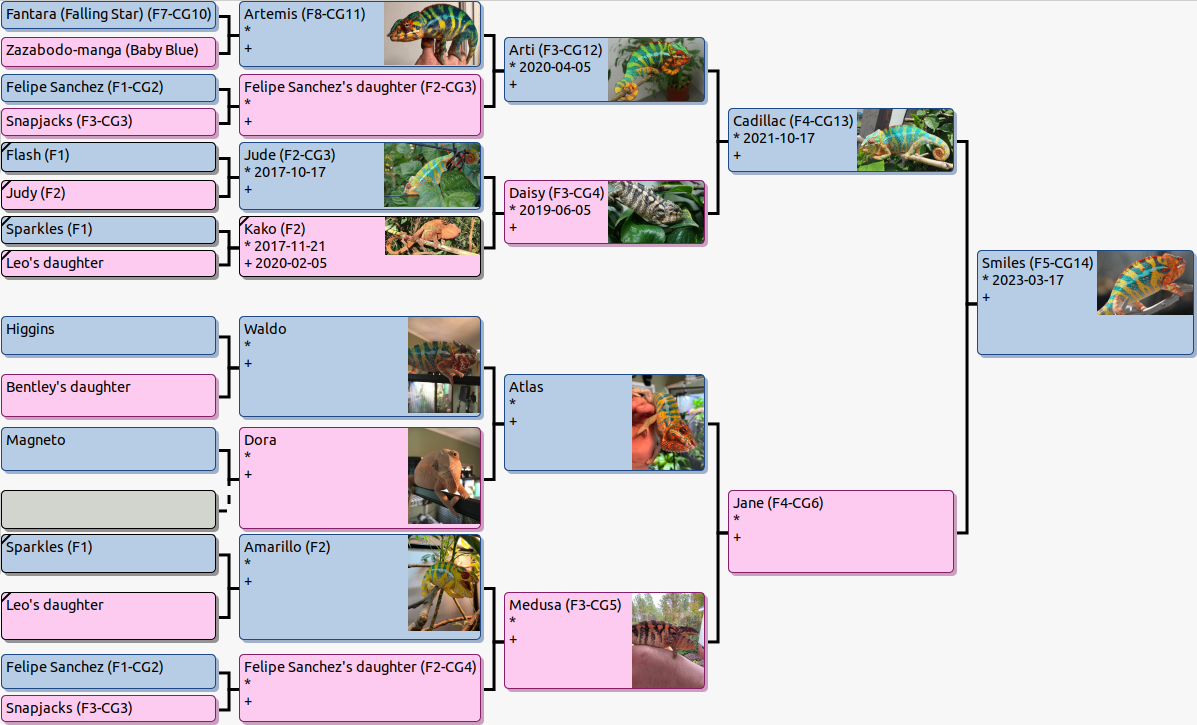 Fantara (Falling Star) (F7-CG10)
Zazabodo-manga (Baby Blue)
Felipe Sanchez (F1-CG2)
Snapjacks (F3-CG3)
Flash (F1)
Judy (F2)
Sparkles (F1)
Leo's daughter
Higgins
Bentley's daughter
Magneto
Sparkles (F1)
Leo's daughter
Felipe Sanchez (F1-CG2)
Snapjacks (F3-CG3)
Artemis (F8-CG11)
*
+
Felipe Sanchez's daughter (F2-CG3)
*
+
Jude (F2-CG3)
* 2017-10-17
+
Kako (F2)
* 2017-11-21
+ 2020-02-05
Waldo
*
+
Dora
*
+
Amarillo (F2)
*
+
Felipe Sanchez's daughter (F2-CG4)
*
+
Arti (F3-CG12)
* 2020-04-05
+
Daisy (F3-CG4)
* 2019-06-05
+
Atlas
*
+
Medusa (F3-CG5)
*
+
Cadillac (F4-CG13)
* 2021-10-17
+
Jane (F4-CG6)
*
+
Smiles (F5-CG14)
* 2023-03-17
+